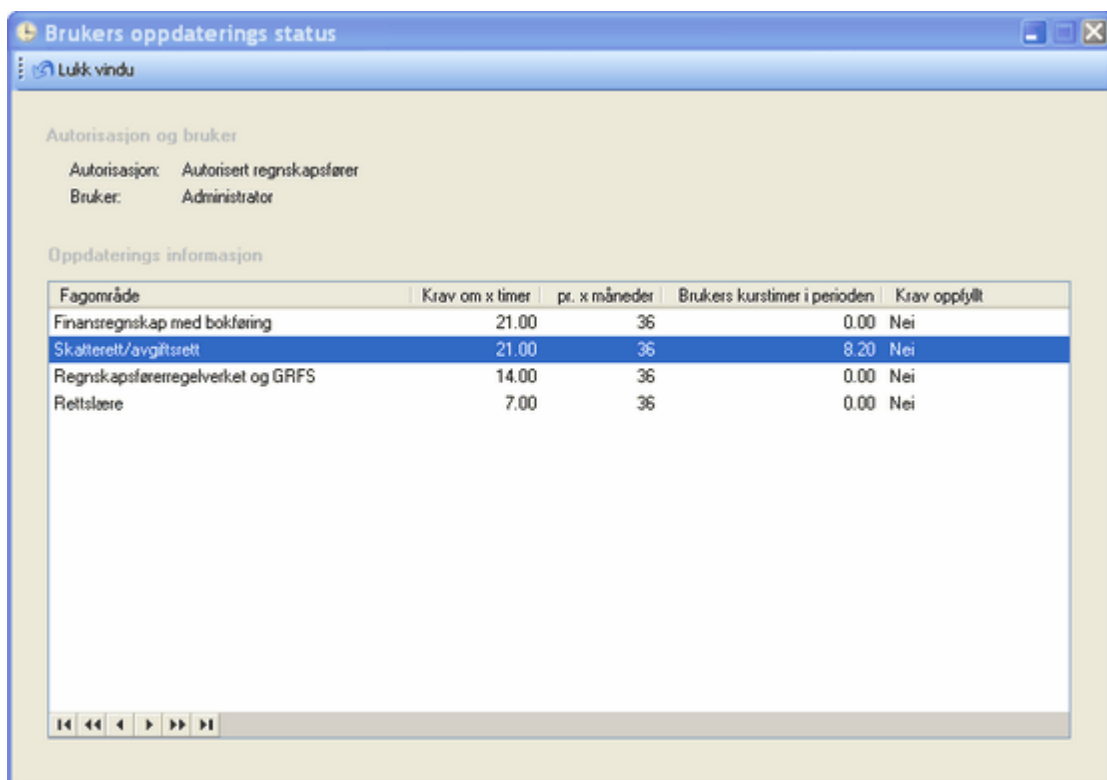 Brukers oppdaterings status
Lukk vindu
Autorisasjon og bruker
Autorisasjon: Autorisert regnskapsfører
Bruker: Administrator
Oppdaterings informasjon
Fagområde Krav om x timer pr. x måneder Brukers kurstimer i perioden Krav oppfyllt
Finansregnskap med bokføring 21.00 36 0.00 Nei
Skatterett/avgiftsrett 21.00 36 8.20 Nei
Regnskapsførerregelverket og GRFS 14.00 36 0.00 Nei
Rettslære 7.00 36 0.00 Nei